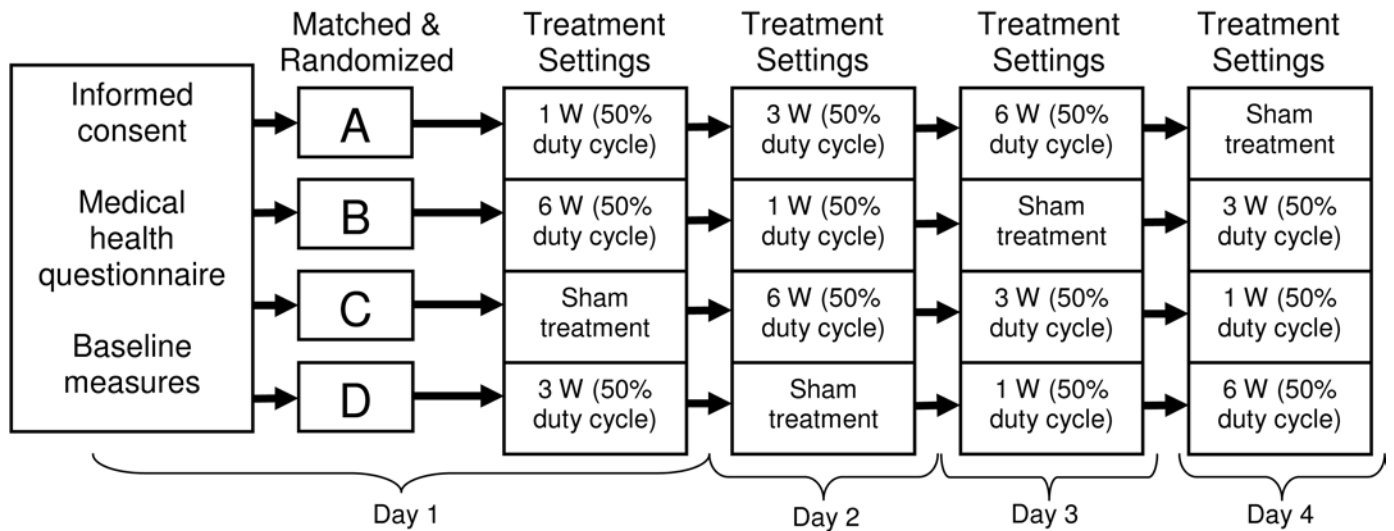 Matched &
Randomized
Treatment
Settings
Treatment
Settings
Treatment
Settings
Treatment
Settings
Informed
consent
Medical
health
questionnaire
Baseline
measures
A
1 W (50%
duty cycle)
3 W (50%
duty cycle)
6 W (50%
duty cycle)
Sham
treatment
B
6 W (50%
duty cycle)
1 W (50%
duty cycle)
Sham
treatment
3 W (50%
duty cycle)
C
Sham
treatment
6 W (50%
duty cycle)
3 W (50%
duty cycle)
1 W (50%
duty cycle)
D
3 W (50%
duty cycle)
Sham
treatment
1 W (50%
duty cycle)
6 W (50%
duty cycle)
Day 1
Day 2
Day 3
Day 4